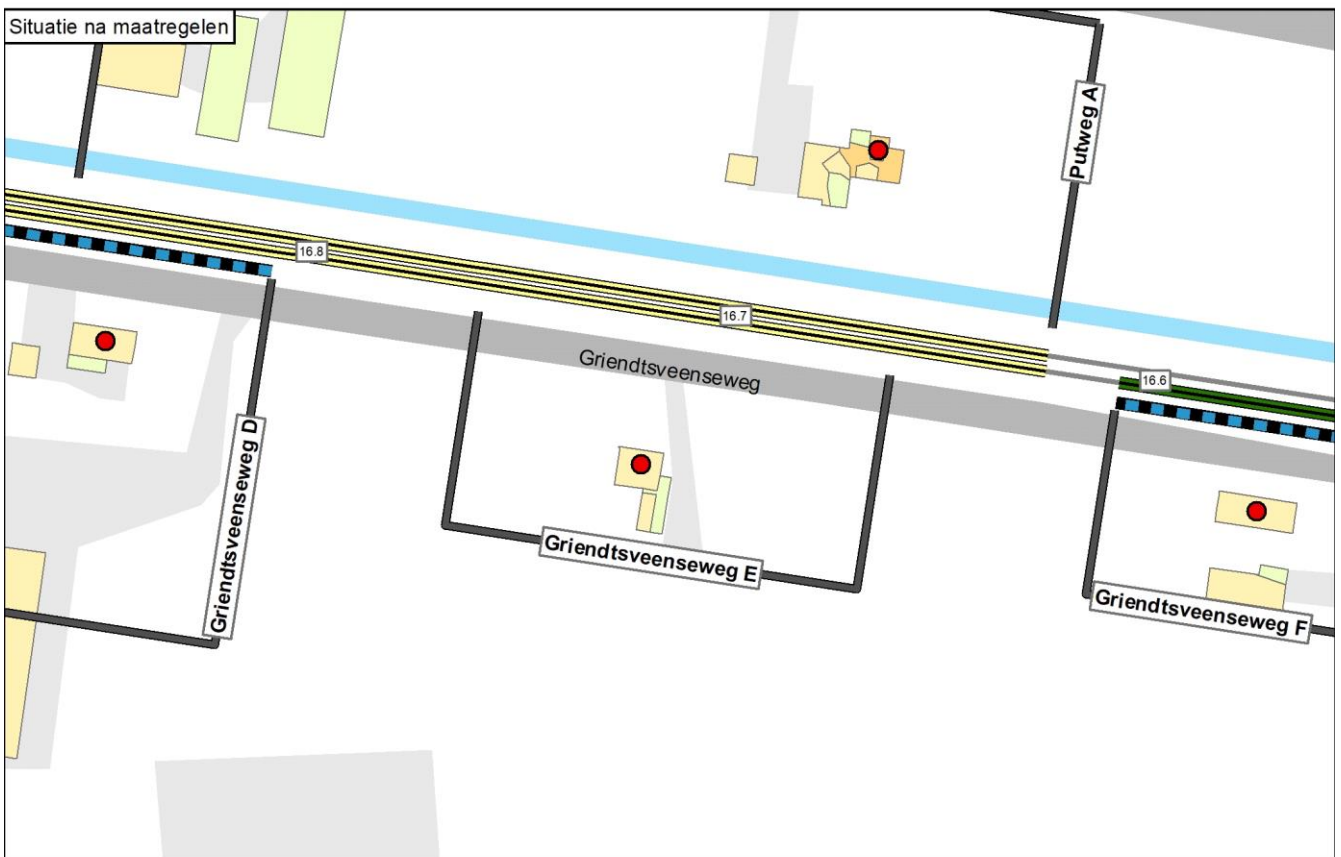 Situatie na maatregelen
Putweg A
16.8
16.7
Griendtsveenseweg
16.6
Griendtsveenseweg D
Griendtsveenseweg E
Griendtsveenseweg F